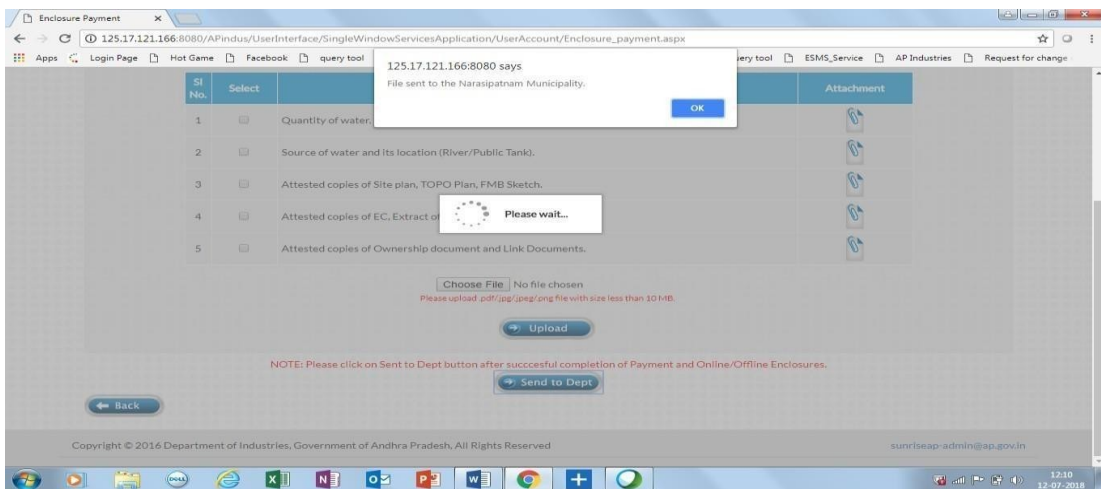 Enclosure Payment
125.17.121.166:8080/APindus/UserInterface/SingleWindowServicesApplication/UserAccount/Enclosure_payment.aspx
Apps Login Page Hot Game Facebook query tool ery tool ESMS_Service AP Industries Request for change
125.17.121.166:8080 says
File sent to the Narasipatnam Municipality.
OK
Sl No. Select Attachment
1 Quantity of water.
2 Source of water and its location (River/Public Tank).
3 Attested copies of Site plan, TOPO Plan, FMB Sketch.
4 Attested copies of EC, Extract of
Please wait...
5 Attested copies of Ownership document and Link Documents.
Choose File No file chosen
Please upload .pdf/jpg/jpeg/png file with size less than 10 MB.
Upload
NOTE: Please click on Sent to Dept button after succcesful completion of Payment and Online/Offline Enclosures.
Send to Dept
Back
Copyright © 2016 Department of Industries, Government of Andhra Pradesh, All Rights Reserved sunriseap-admin@ap.gov.in
12:10
12-07-2018